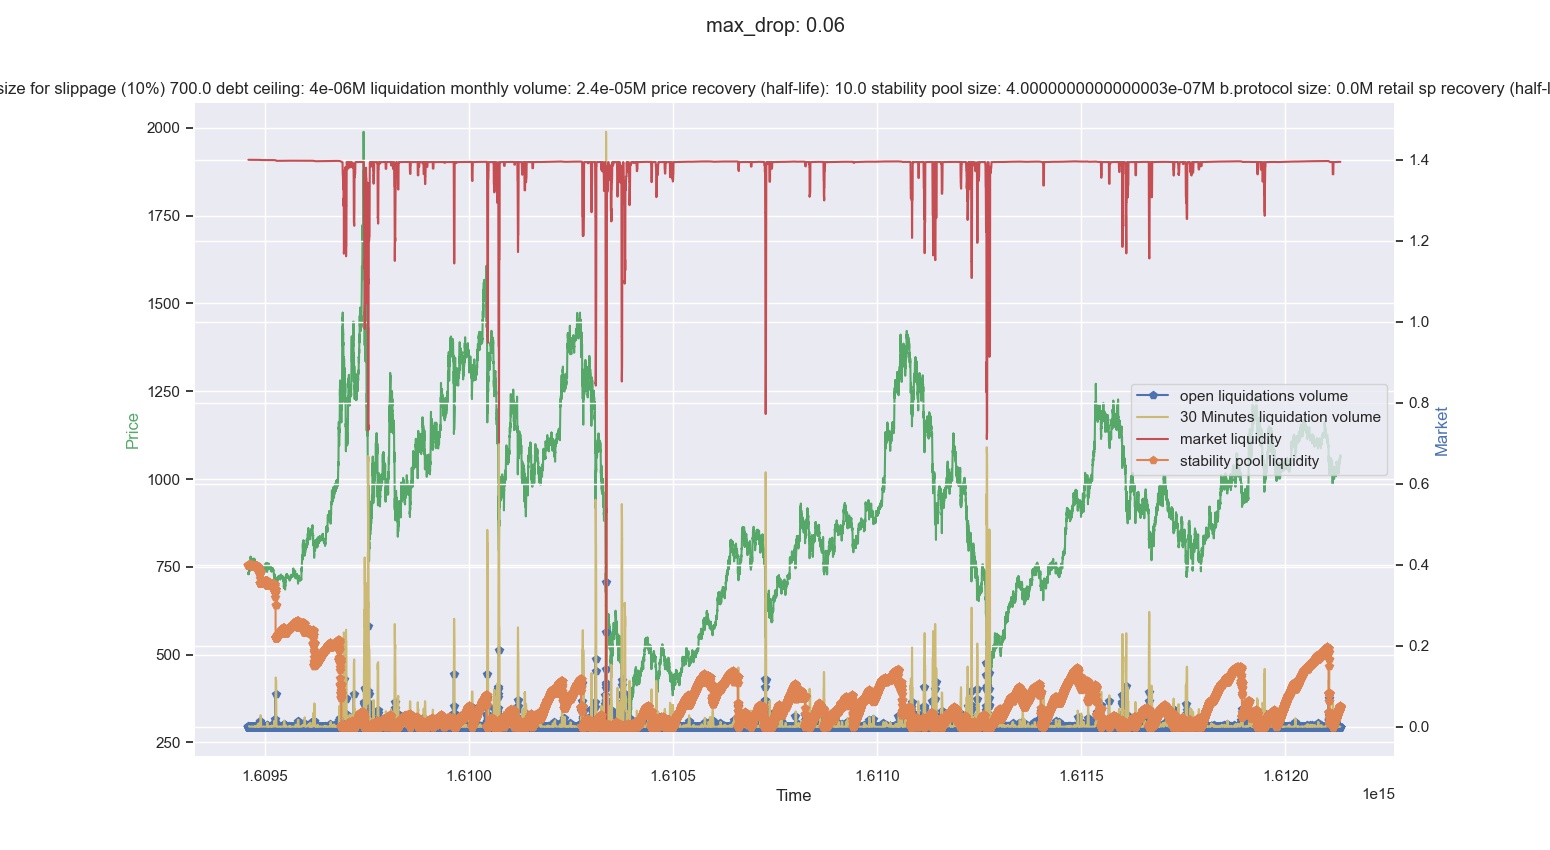 max_drop: 0.06
size for slippage (10%) 700.0 debt ceiling: 4e-06M liquidation monthly volume: 2.4e-05M price recovery (half-life): 10.0 stability pool size: 4.0000000000000003e-07M b.protocol size: 0.0M retail sp recovery (half-l
2000
1750
1500
1250
1000
750
500
250
Price
1.4
1.2
1.0
0.8
0.6
0.4
0.2
0.0
Market
open liquidations volume
30 Minutes liquidation volume
market liquidity
stability pool liquidity
1.6095
1.6100
1.6105
1.6110
1.6115
1.6120
Time
1e15